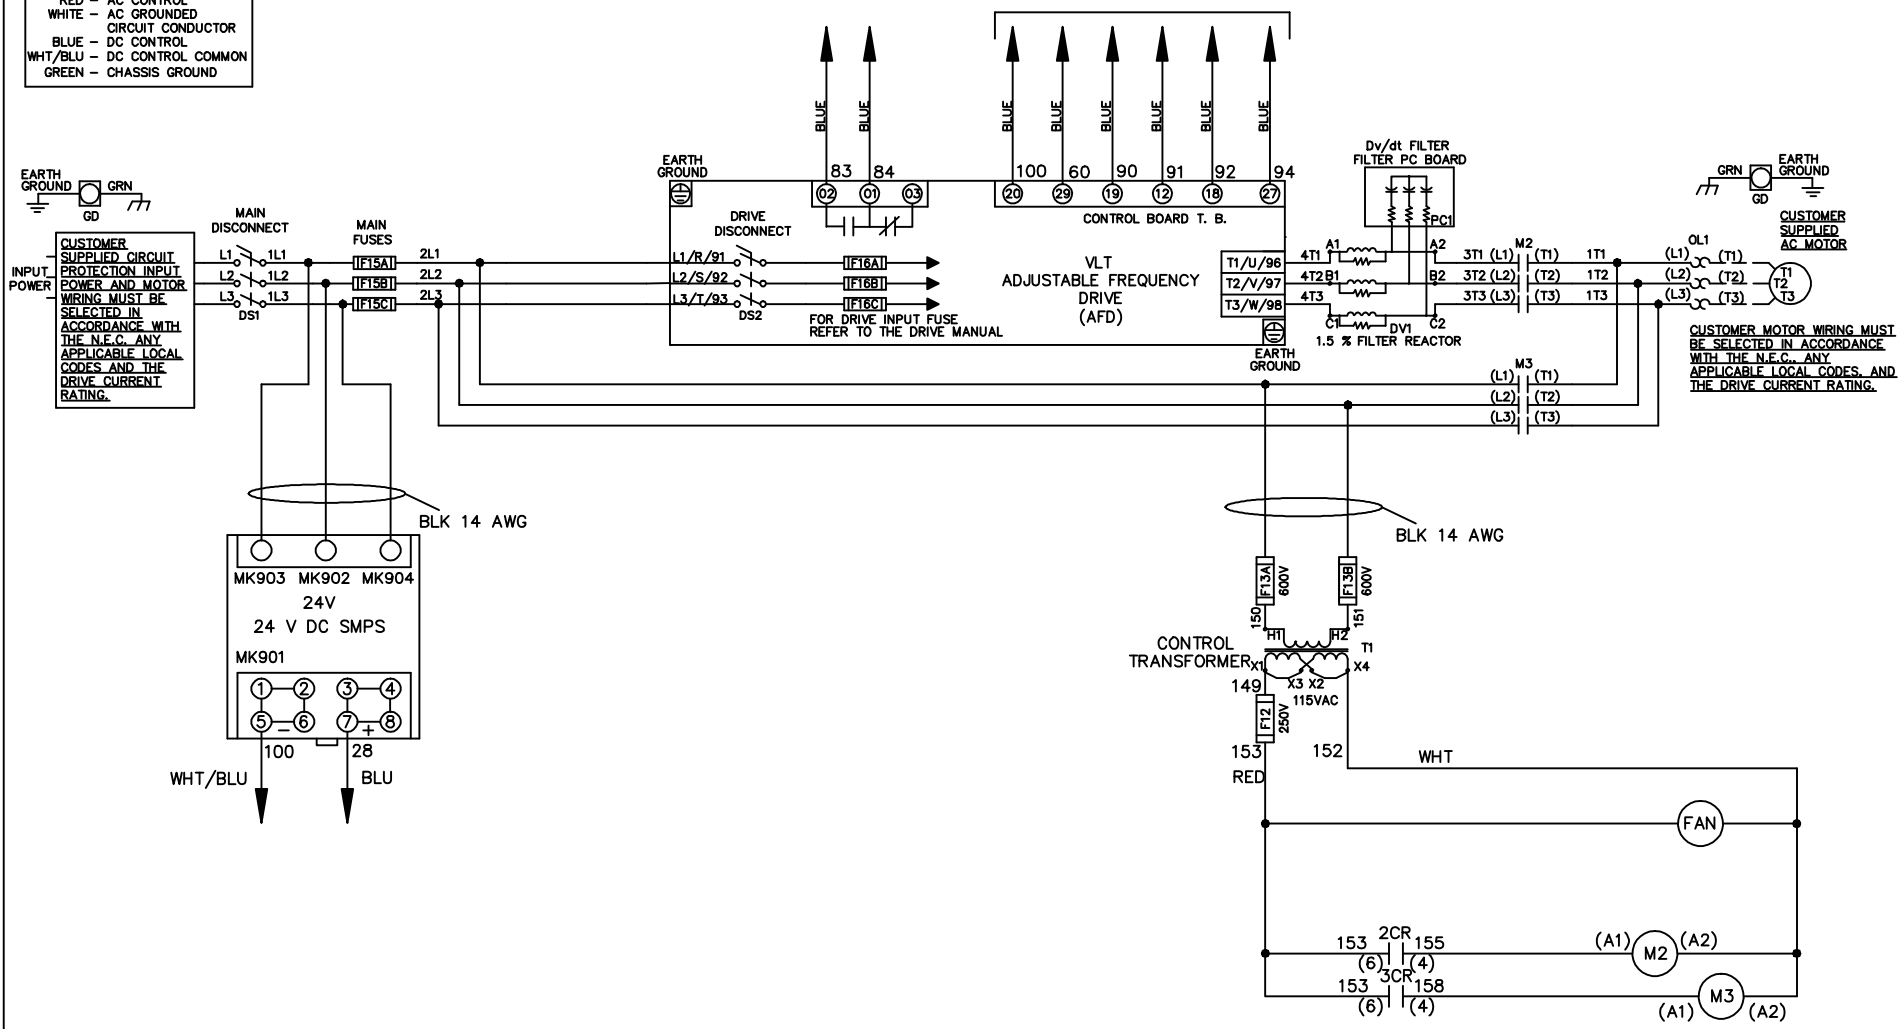 RED – AC CONTROL
WHITE – AC GROUNDED
CIRCUIT CONDUCTOR
BLUE – DC CONTROL
WHT/BLU – DC CONTROL COMMON
GREEN – CHASSIS GROUND
BLUE
BLUE
BLUE
BLUE
BLUE
BLUE
BLUE
BLUE
EARTH
GROUND
GRN
GD
EARTH
GROUND
83
84
02
01
03
100
60
90
91
92
94
20
29
19
12
18
27
CONTROL BOARD T. B.
Dv/dt FILTER
FILTER PC BOARD
PC1
GRN
EARTH
GROUND
GD
CUSTOMER
SUPPLIED
AC MOTOR
INPUT
POWER
CUSTOMER
SUPPLIED CIRCUIT
PROTECTION INPUT
POWER AND MOTOR
WIRING MUST BE
SELECTED IN
ACCORDANCE WITH
THE N.E.C. ANY
APPLICABLE LOCAL
CODES AND THE
DRIVE CURRENT
RATING.
MAIN
DISCONNECT
L1
1L1
L2
1L2
L3
1L3
DS1
MAIN
FUSES
F15A
F15B
F15C
2L1
2L2
2L3
L1/R/91
L2/S/92
L3/T/93
DRIVE
DISCONNECT
DS2
F16A
F16B
F16C
FOR DRIVE INPUT FUSE
REFER TO THE DRIVE MANUAL
VLT
ADJUSTABLE FREQUENCY
DRIVE
(AFD)
T1/U/96
T2/V/97
T3/W/98
EARTH
GROUND
4T1
4T2
4T3
A1
A2
B1
B2
C1
C2
DV1
1.5 % FILTER REACTOR
M2
3T1 (L1) (T1) 1T1
3T2 (L2) (T2) 1T2
3T3 (L3) (T3) 1T3
OL1
(L1) (T1)
(L2) (T2)
(L3) (T3)
T1
T2
T3
CUSTOMER MOTOR WIRING MUST
BE SELECTED IN ACCORDANCE
WITH THE N.E.C., ANY
APPLICABLE LOCAL CODES, AND
THE DRIVE CURRENT RATING.
M3
(L1) (T1)
(L2) (T2)
(L3) (T3)
BLK 14 AWG
MK903 MK902 MK904
24V
24 V DC SMPS
MK901
1
2
3
4
5
6
7
8
–
+
100
28
WHT/BLU
BLU
BLK 14 AWG
F13A
600V
F13B
600V
150
151
H1
H2
T1
CONTROL
TRANSFORMER
X1
X4
X3 X2
115VAC
149
F12
250V
153
152
RED
WHT
FAN
2CR
153 155
(6) (4)
(A1) M2 (A2)
3CR
153 158
(6) (4)
(A1) M3 (A2)